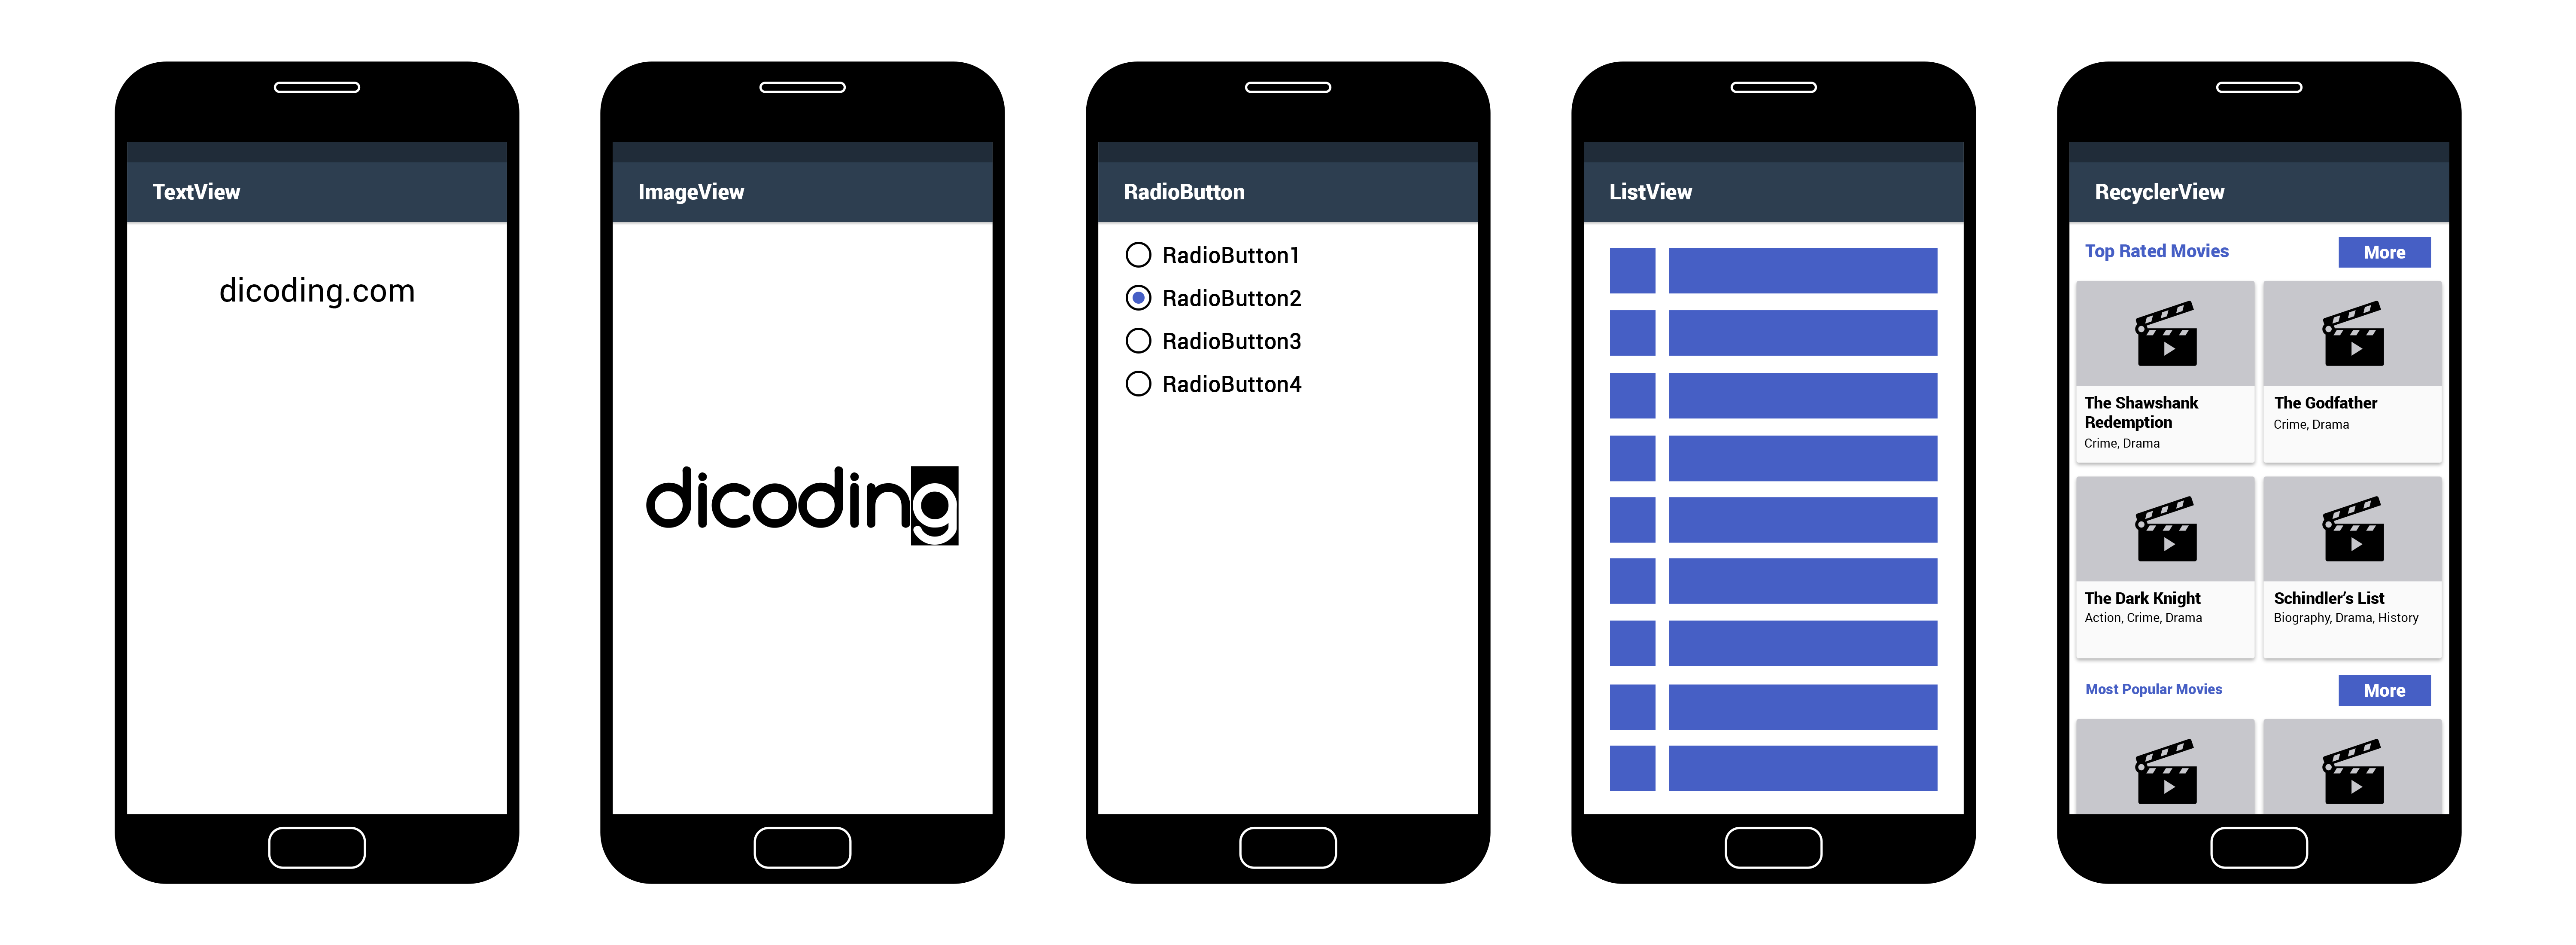 TextView
dicoding.com
ImageView
dicoding
RadioButton
RadioButton1
RadioButton2
RadioButton3
RadioButton4
ListView
RecyclerView
Top Rated Movies
More
The Shawshank
Redemption
Crime, Drama
The Godfather
Crime, Drama
The Dark Knight
Action, Crime, Drama
Schindler’s List
Biography, Drama, History
Most Popular Movies
More